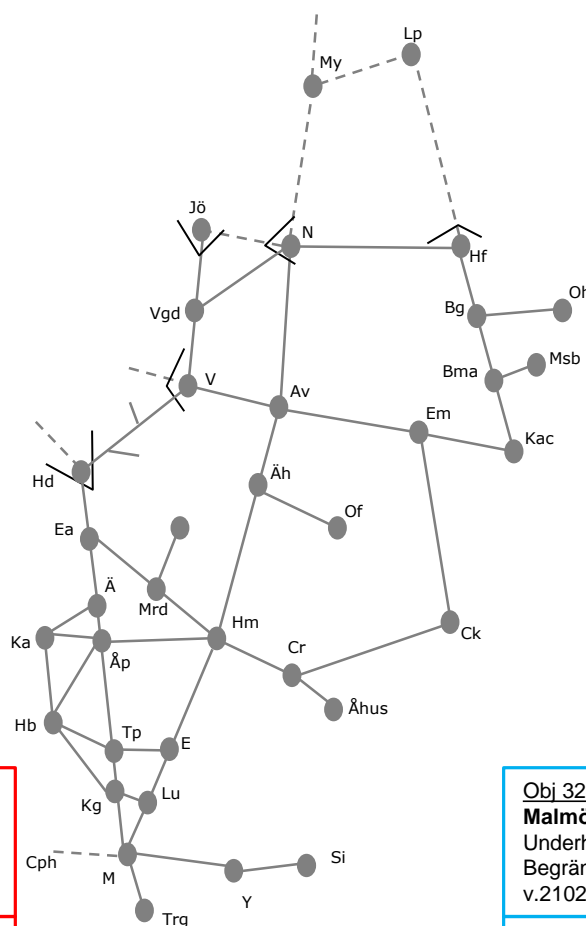 Lp
My
Jö
N
Hf
Vgd
Bg
Oh
Msb
Bma
V
Av
Em
Kac
Hd
Äh
Of
Ea
Ä
Mrd
Hm
Ka
Åp
Cr
Ck
Åhus
Hb
Tp
E
Kg
Lu
Cph
M
Si
Y
Trg
Obj 32
Malmö
Underh
Begrän
v.2102